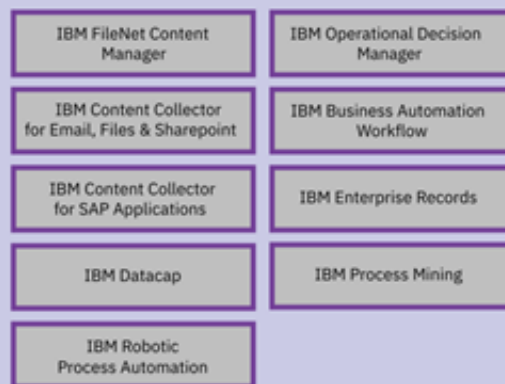 IBM FileNet Content
Manager
IBM Operational Decision
Manager
IBM Content Collector
for Email, Files & Sharepoint
IBM Business Automation
Workflow
IBM Content Collector
for SAP Applications
IBM Enterprise Records
IBM Datacap
IBM Process Mining
IBM Robotic
Process Automation